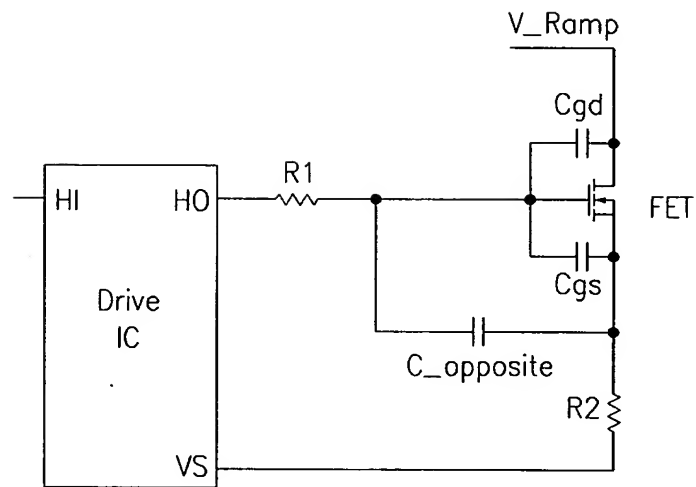 V_Ramp
Cgd
R1
HI
HO
FET
Cgs
Drive
IC
C_opposite
R2
VS